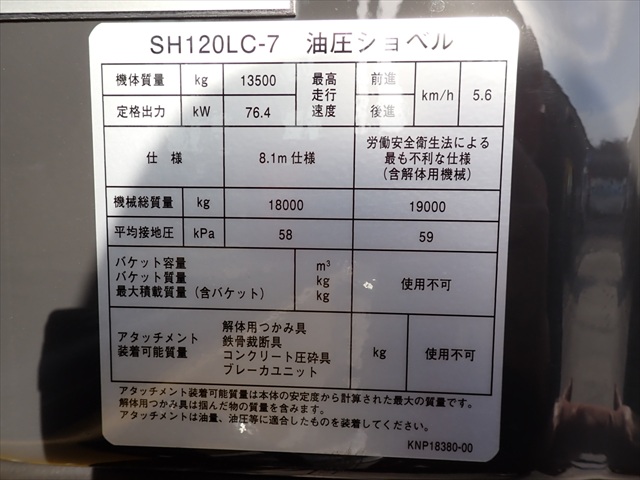 SH120LC-7 油圧ショベル
機体質量 kg 13500 最高走行速度 前進 km/h 5.6
定格出力 kW 76.4 後進
仕様 8.1m仕様 労働安全衛生法による
最も不利な仕様
(含解体用機械)
機械総質量 kg 18000 19000
平均接地圧 kPa 58 59
バケット容量 m³
バケット質量 kg 使用不可
最大積載質量(含バケット) kg
アタッチメント
装着可能質量
解体用つかみ具
鉄骨裁断具
コンクリート圧砕具
ブレーカユニット
kg 使用不可
アタッチメント装着可能質量は本体の安定度から計算された最大の質量です。
解体用つかみ具は掴んだ物の質量を含みます。
アタッチメントは油量、油圧等に適合したものを装着してください。
KNP18380-00